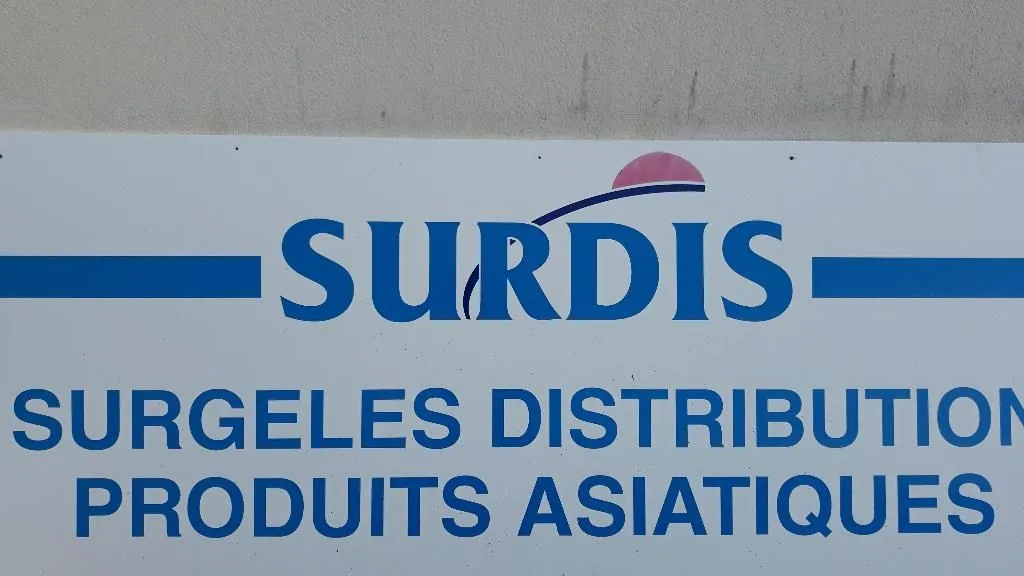 SURDIS
SURGELES DISTRIBUTION
PRODUITS ASIATIQUES